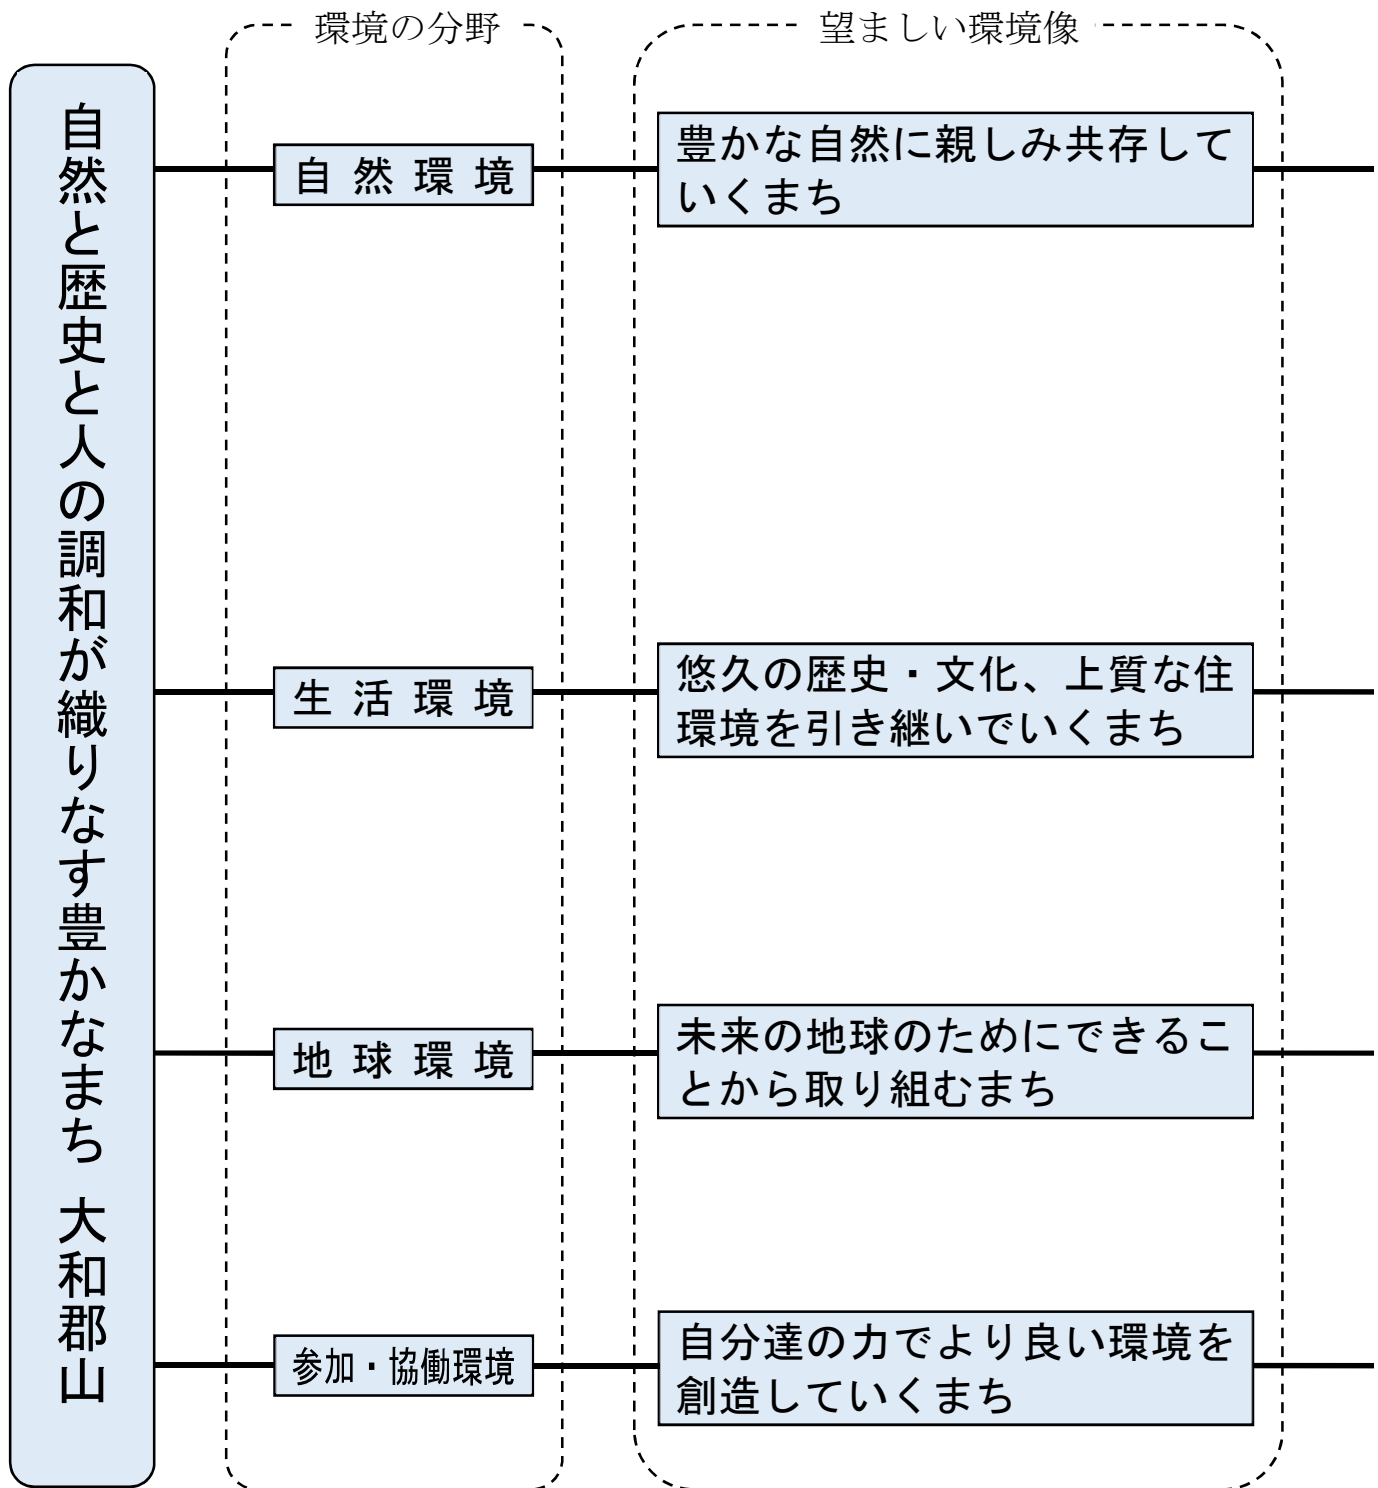 環境の分野
望ましい環境像
自然と歴史と人の調和が織りなす豊かなまち 大和郡山
自然環境
豊かな自然に親しみ共存して
いくまち
生活環境
悠久の歴史・文化、上質な住
環境を引き継いでいくまち
地球環境
未来の地球のためにできるこ
とから取り組むまち
参加・協働環境
自分達の力でより良い環境を
創造していくまち